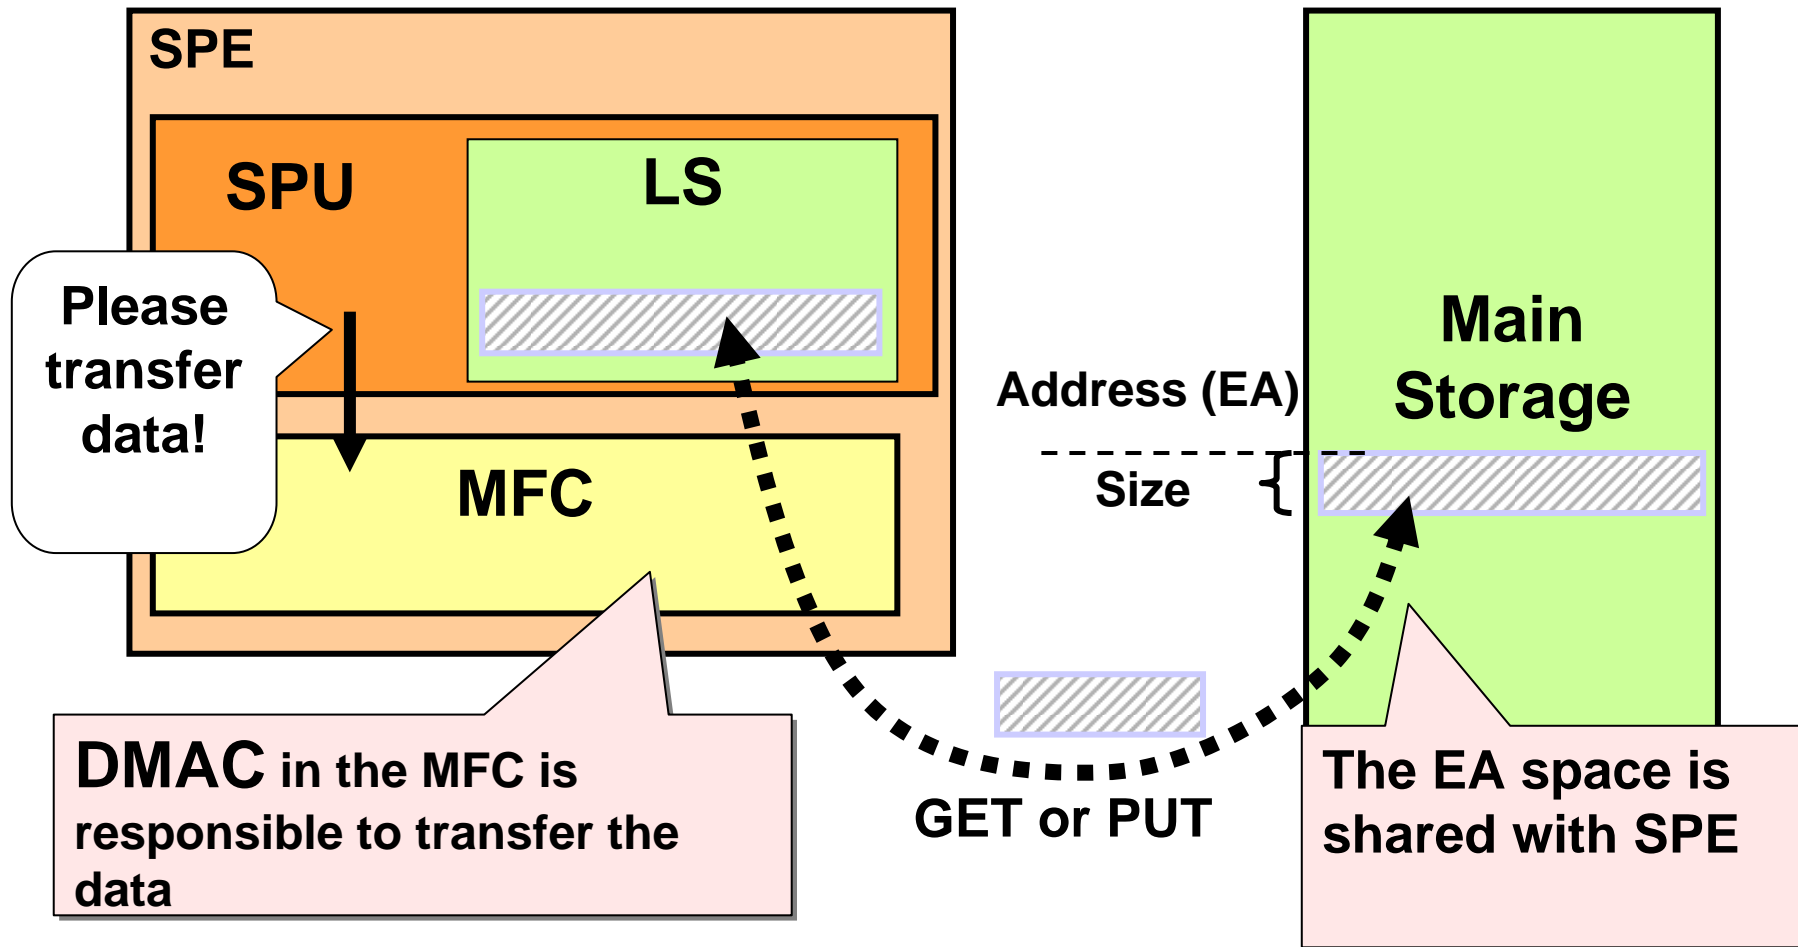 SPE
SPU
LS
Please
transfer
data!
MFC
Main
Storage
Address (EA)
Size
DMAC in the MFC is
responsible to transfer the
data
GET or PUT
The EA space is
shared with SPE